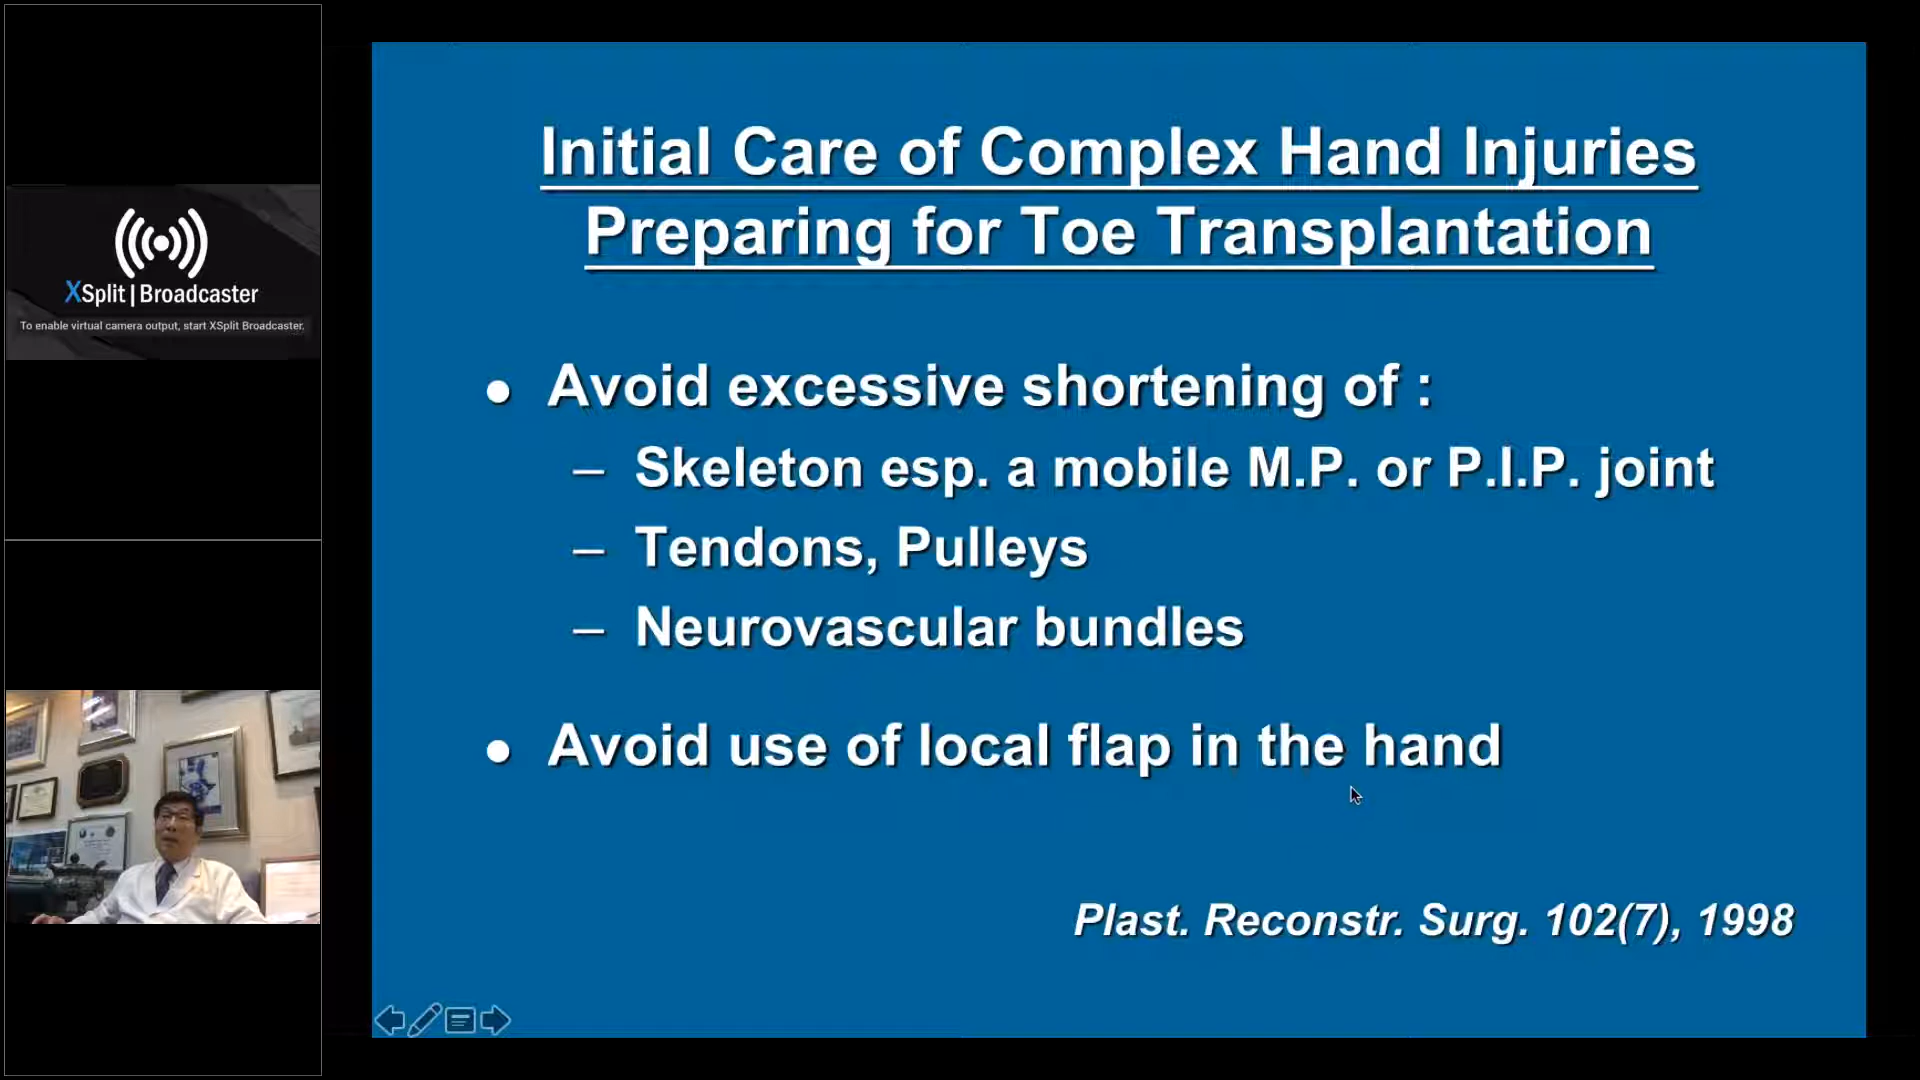 XSplit | Broadcaster
To enable virtual camera output, start XSplit Broadcaster.
Initial Care of Complex Hand Injuries
Preparing for Toe Transplantation
● Avoid excessive shortening of :
– Skeleton esp. a mobile M.P. or P.I.P. joint
– Tendons, Pulleys
– Neurovascular bundles
● Avoid use of local flap in the hand
Plast. Reconstr. Surg. 102(7), 1998